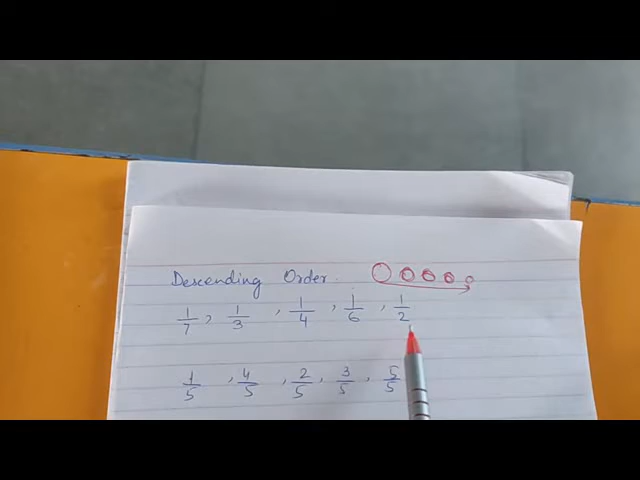 Descending Order.
1/7, 1/3, 1/4, 1/6, 1/2
1/5, 4/5, 2/5, 3/5, 5/5